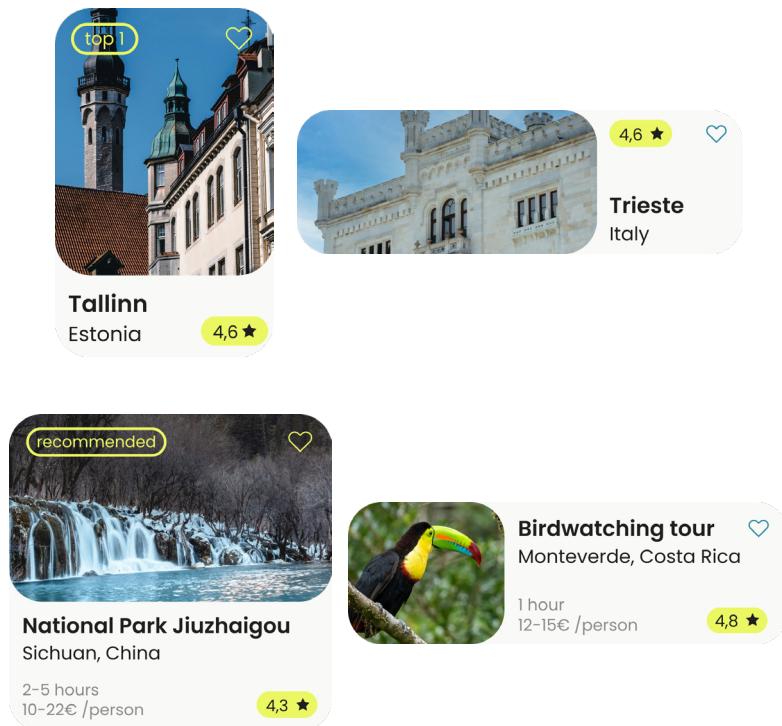 top 1
Tallinn
Estonia
4,6
4,6
Trieste
Italy
recommended
National Park Jiuzhaigou
Sichuan, China
2-5 hours
10-22€ /person
4,3
Birdwatching tour
Monteverde, Costa Rica
1 hour
12-15€ /person
4,8